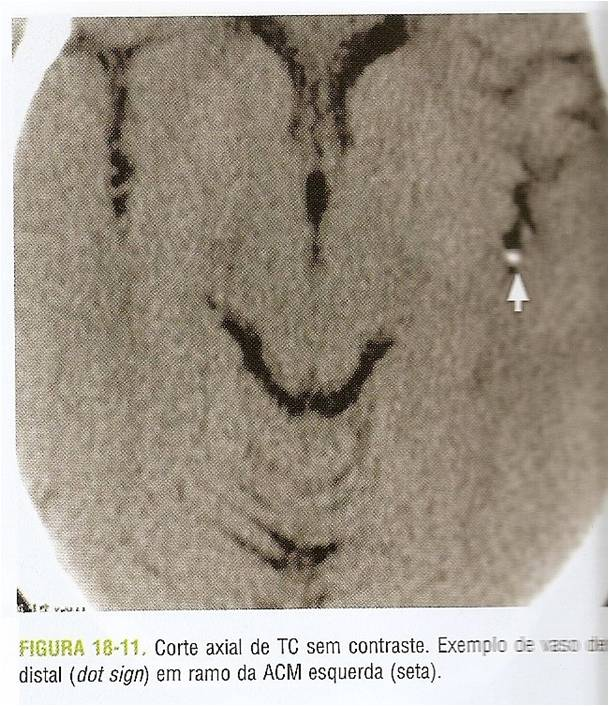 FIGURA 18-11. Corte axial de TC sem contraste. Exemplo de vaso
distal (dot sign) em ramo da ACM esquerda (seta).